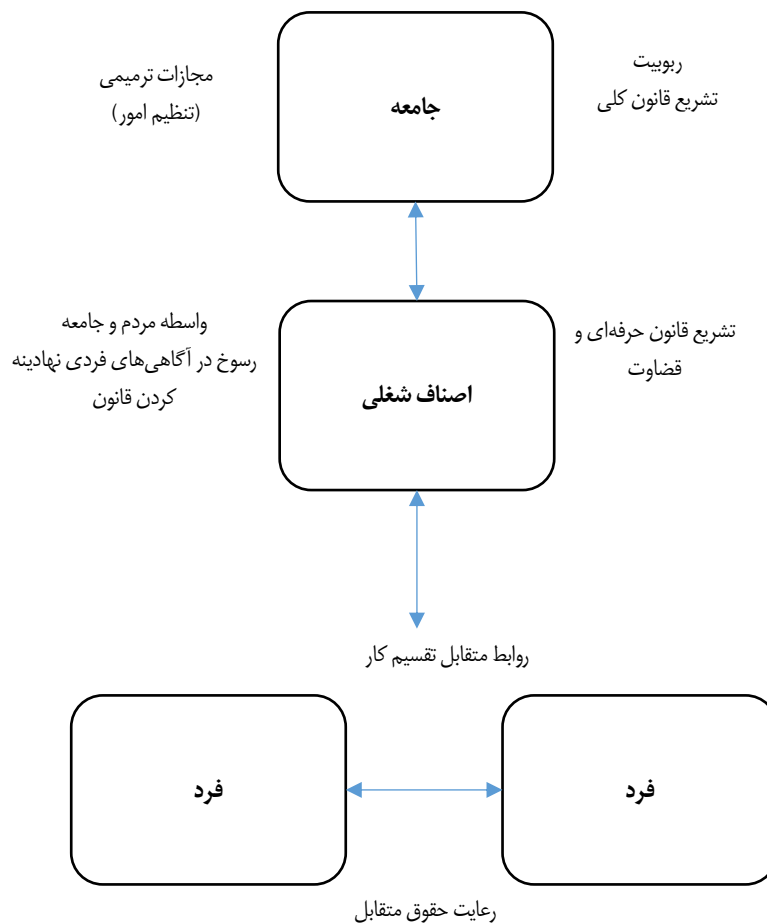 ربوبیت
تشریع قانون کلی
جامعه
مجازات ترمیمی
(تنظیم امور)
تشریع قانون حرفه‌ای و
قضاوت
اصناف شغلی
واسطه مردم و جامعه
رسوخ در آگاهی‌های فردی نهادینه
کردن قانون
روابط متقابل تقسیم کار
فرد
فرد
رعایت حقوق متقابل